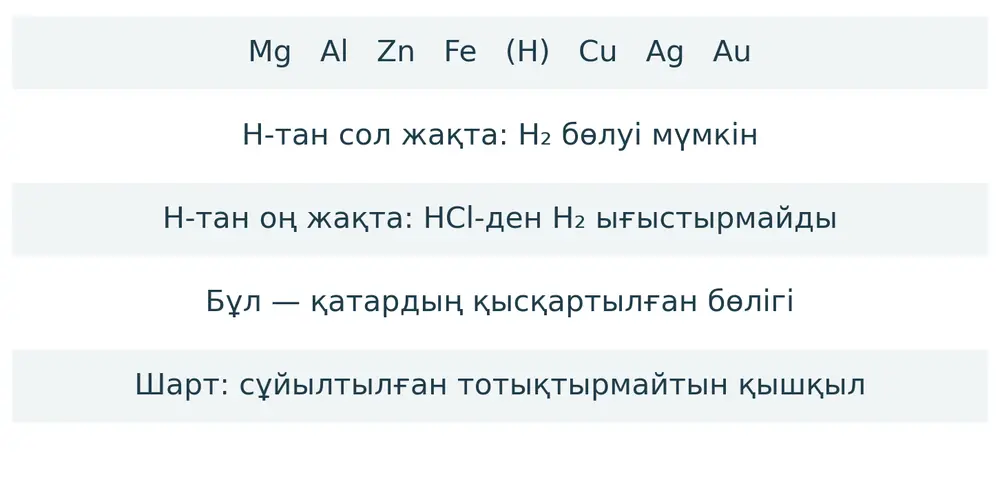 Mg Al Zn Fe (H) Cu Ag Au
H-тан сол жақта: H₂ бөлуі мүмкін
H-тан оң жақта: HCl-ден H₂ ығыстырмайды
Бұл — қатардың қысқартылған бөлігі
Шарт: сұйылтылған тотықтырмайтын қышқыл